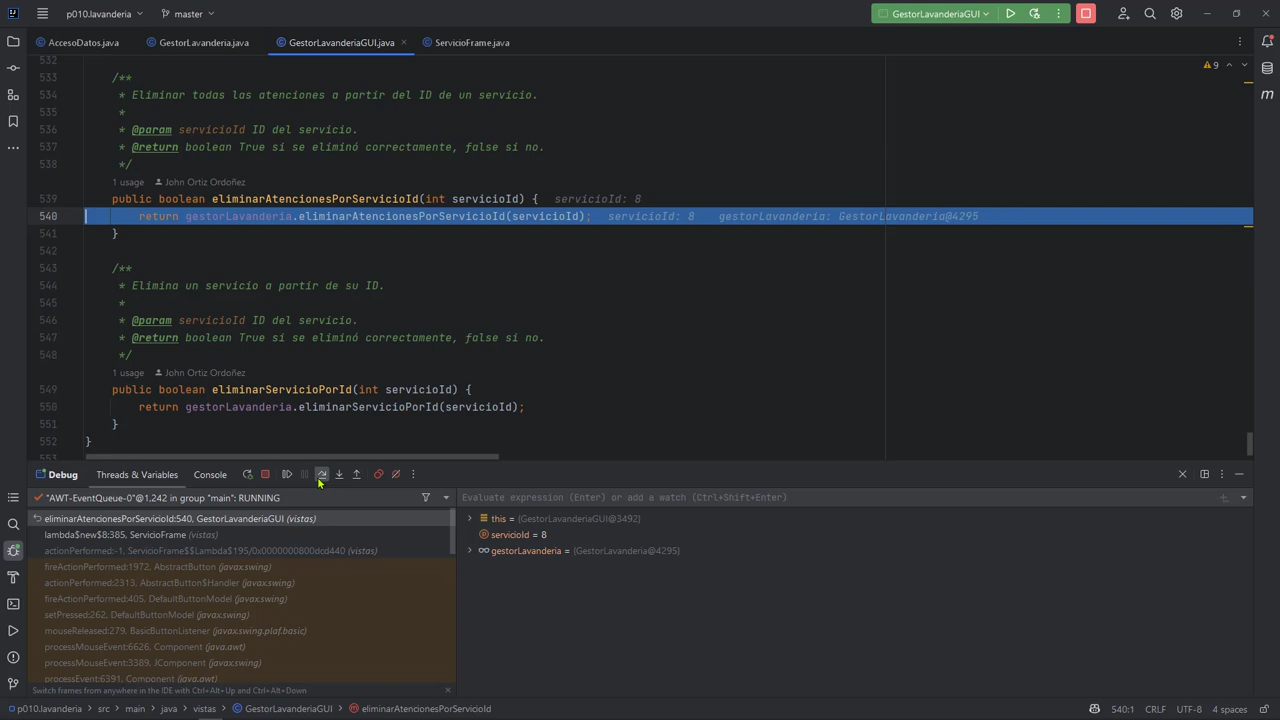 p010.lavanderia
master
GestorLavanderiaGUI
AccesoDatos.java
GestorLavanderia.java
GestorLavanderiaGUI.java
ServicioFrame.java
532
533 /**
534 * Eliminar todas las atenciones a partir del ID de un servicio.
535 *
536 * @param servicioId ID del servicio.
537 * @return boolean True si se eliminó correctamente, false si no.
538 */
1 usage John Ortiz Ordoñez
539 public boolean eliminarAtencionesPorServicioId(int servicioId) { servicioId: 8
540 return gestorLavanderia.eliminarAtencionesPorServicioId(servicioId); servicioId: 8 gestorLavanderia: GestorLavanderia@4295
541 }
542
543 /**
544 * Elimina un servicio a partir de su ID.
545 *
546 * @param servicioId ID del servicio.
547 * @return boolean True si se eliminó correctamente, false si no.
548 */
1 usage John Ortiz Ordoñez
549 public boolean eliminarServicioPorId(int servicioId) {
550 return gestorLavanderia.eliminarServicioPorId(servicioId);
551 }
552 }
553
9
Debug
Threads & Variables
Console
"AWT-EventQueue-0"@1,242 in group "main": RUNNING
eliminarAtencionesPorServicioId:540, GestorLavanderiaGUI (vistas)
lambda$new$8:385, ServicioFrame (vistas)
actionPerformed:-1, ServicioFrame$$Lambda$195/0x0000000800dcd440 (vistas)
fireActionPerformed:1972, AbstractButton (javax.swing)
actionPerformed:2313, AbstractButton$Handler (javax.swing)
fireActionPerformed:405, DefaultButtonModel (javax.swing)
setPressed:262, DefaultButtonModel (javax.swing)
mouseReleased:279, BasicButtonListener (javax.swing.plaf.basic)
processMouseEvent:6626, Component (java.awt)
processMouseEvent:3389, JComponent (javax.swing)
processEvent:6391, Component (java.awt)
Switch frames from anywhere in the IDE with Ctrl+Alt+Up and Ctrl+Alt+Down
Evaluate expression (Enter) or add a watch (Ctrl+Shift+Enter)
this = {GestorLavanderiaGUI@3492}
servicioId = 8
gestorLavanderia = {GestorLavanderia@4295}
p010.lavanderia > src > main > java > vistas > GestorLavanderiaGUI > eliminarAtencionesPorServicioId
540:1 CRLF UTF-8 4 spaces